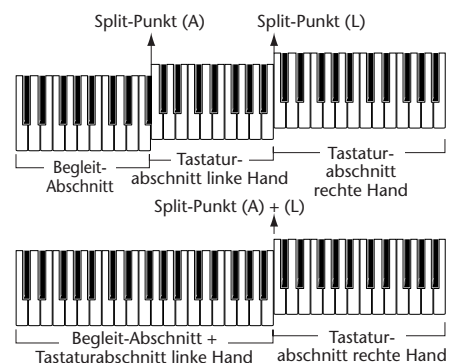 Split-Punkt (A)
Split-Punkt (L)
Begleit-
Abschnitt
Tastatur-
abschnitt linke Hand
Tastatur-
abschnitt
rechte Hand
Split-Punkt (A) + (L)
Begleit-Abschnitt +
Tastaturabschnitt linke Hand
Tastatur-
abschnitt rechte Hand